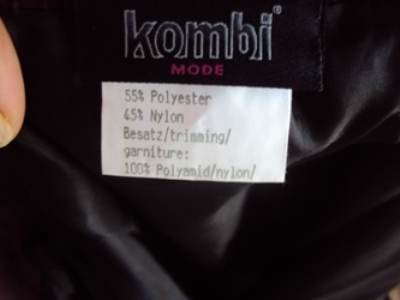 kombi®
MODE
55% Polyester
45% Nylon
Besatz/trimming/
garniture:
100% Polyamid/nylon/